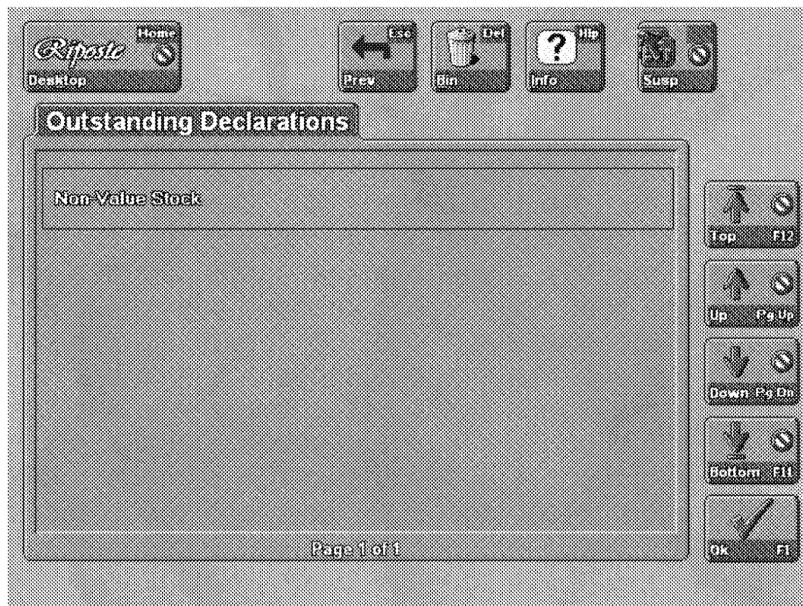 Riposte Home
Desktop
Esc
Prev
Del
Bin
? Hlp
Info
Susp
Outstanding Declarations
Non-Value Stock
Top F12
Up Pg Up
Down Pg Dn
Bottom F11
Ok F1
Page 1 of 1